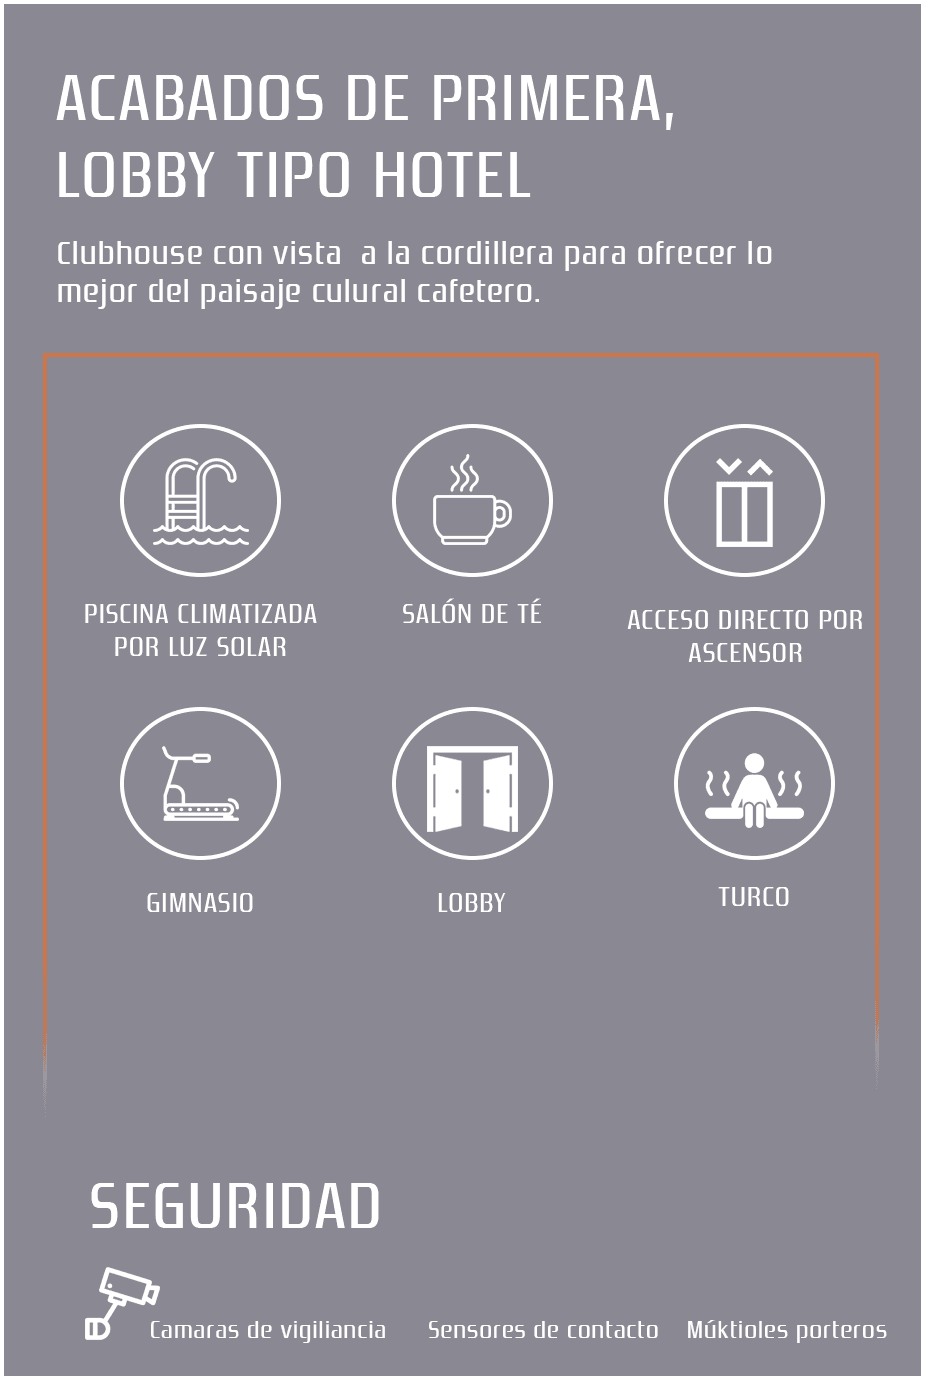 ACABADOS DE PRIMERA,
LOBBY TIPO HOTEL
Clubhouse con vista a la cordillera para ofrecer lo
mejor del paisaje culural cafetero.
PISCINA CLIMATIZADA
POR LUZ SOLAR
SALÓN DE TÉ
ACCESO DIRECTO POR
ASCENSOR
GIMNASIO
LOBBY
TURCO
SEGURIDAD
Camaras de vigiliancia
Sensores de contacto
Múktioles porteros